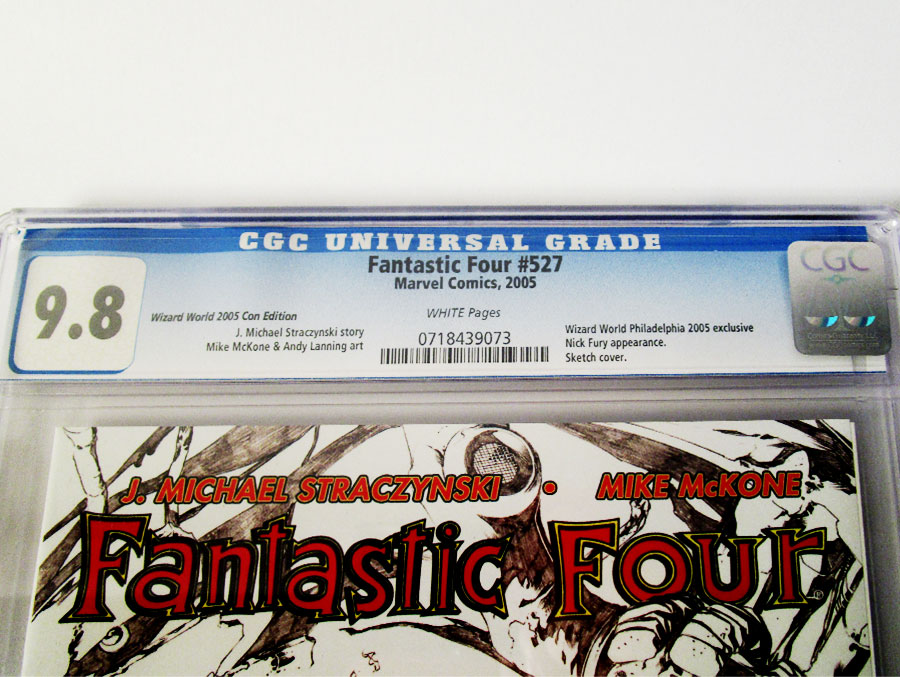 CGC UNIVERSAL GRADE
9.8
Fantastic Four #527
Marvel Comics, 2005
Wizard World 2005 Con Edition
J. Michael Straczynski story
Mike McKone & Andy Lanning art
WHITE Pages
0718439073
Wizard World Philadelphia 2005 exclusive
Nick Fury appearance.
Sketch cover.
CGC
J. MICHAEL STRACZYNSKI • MIKE McKONE
Fantastic Four®